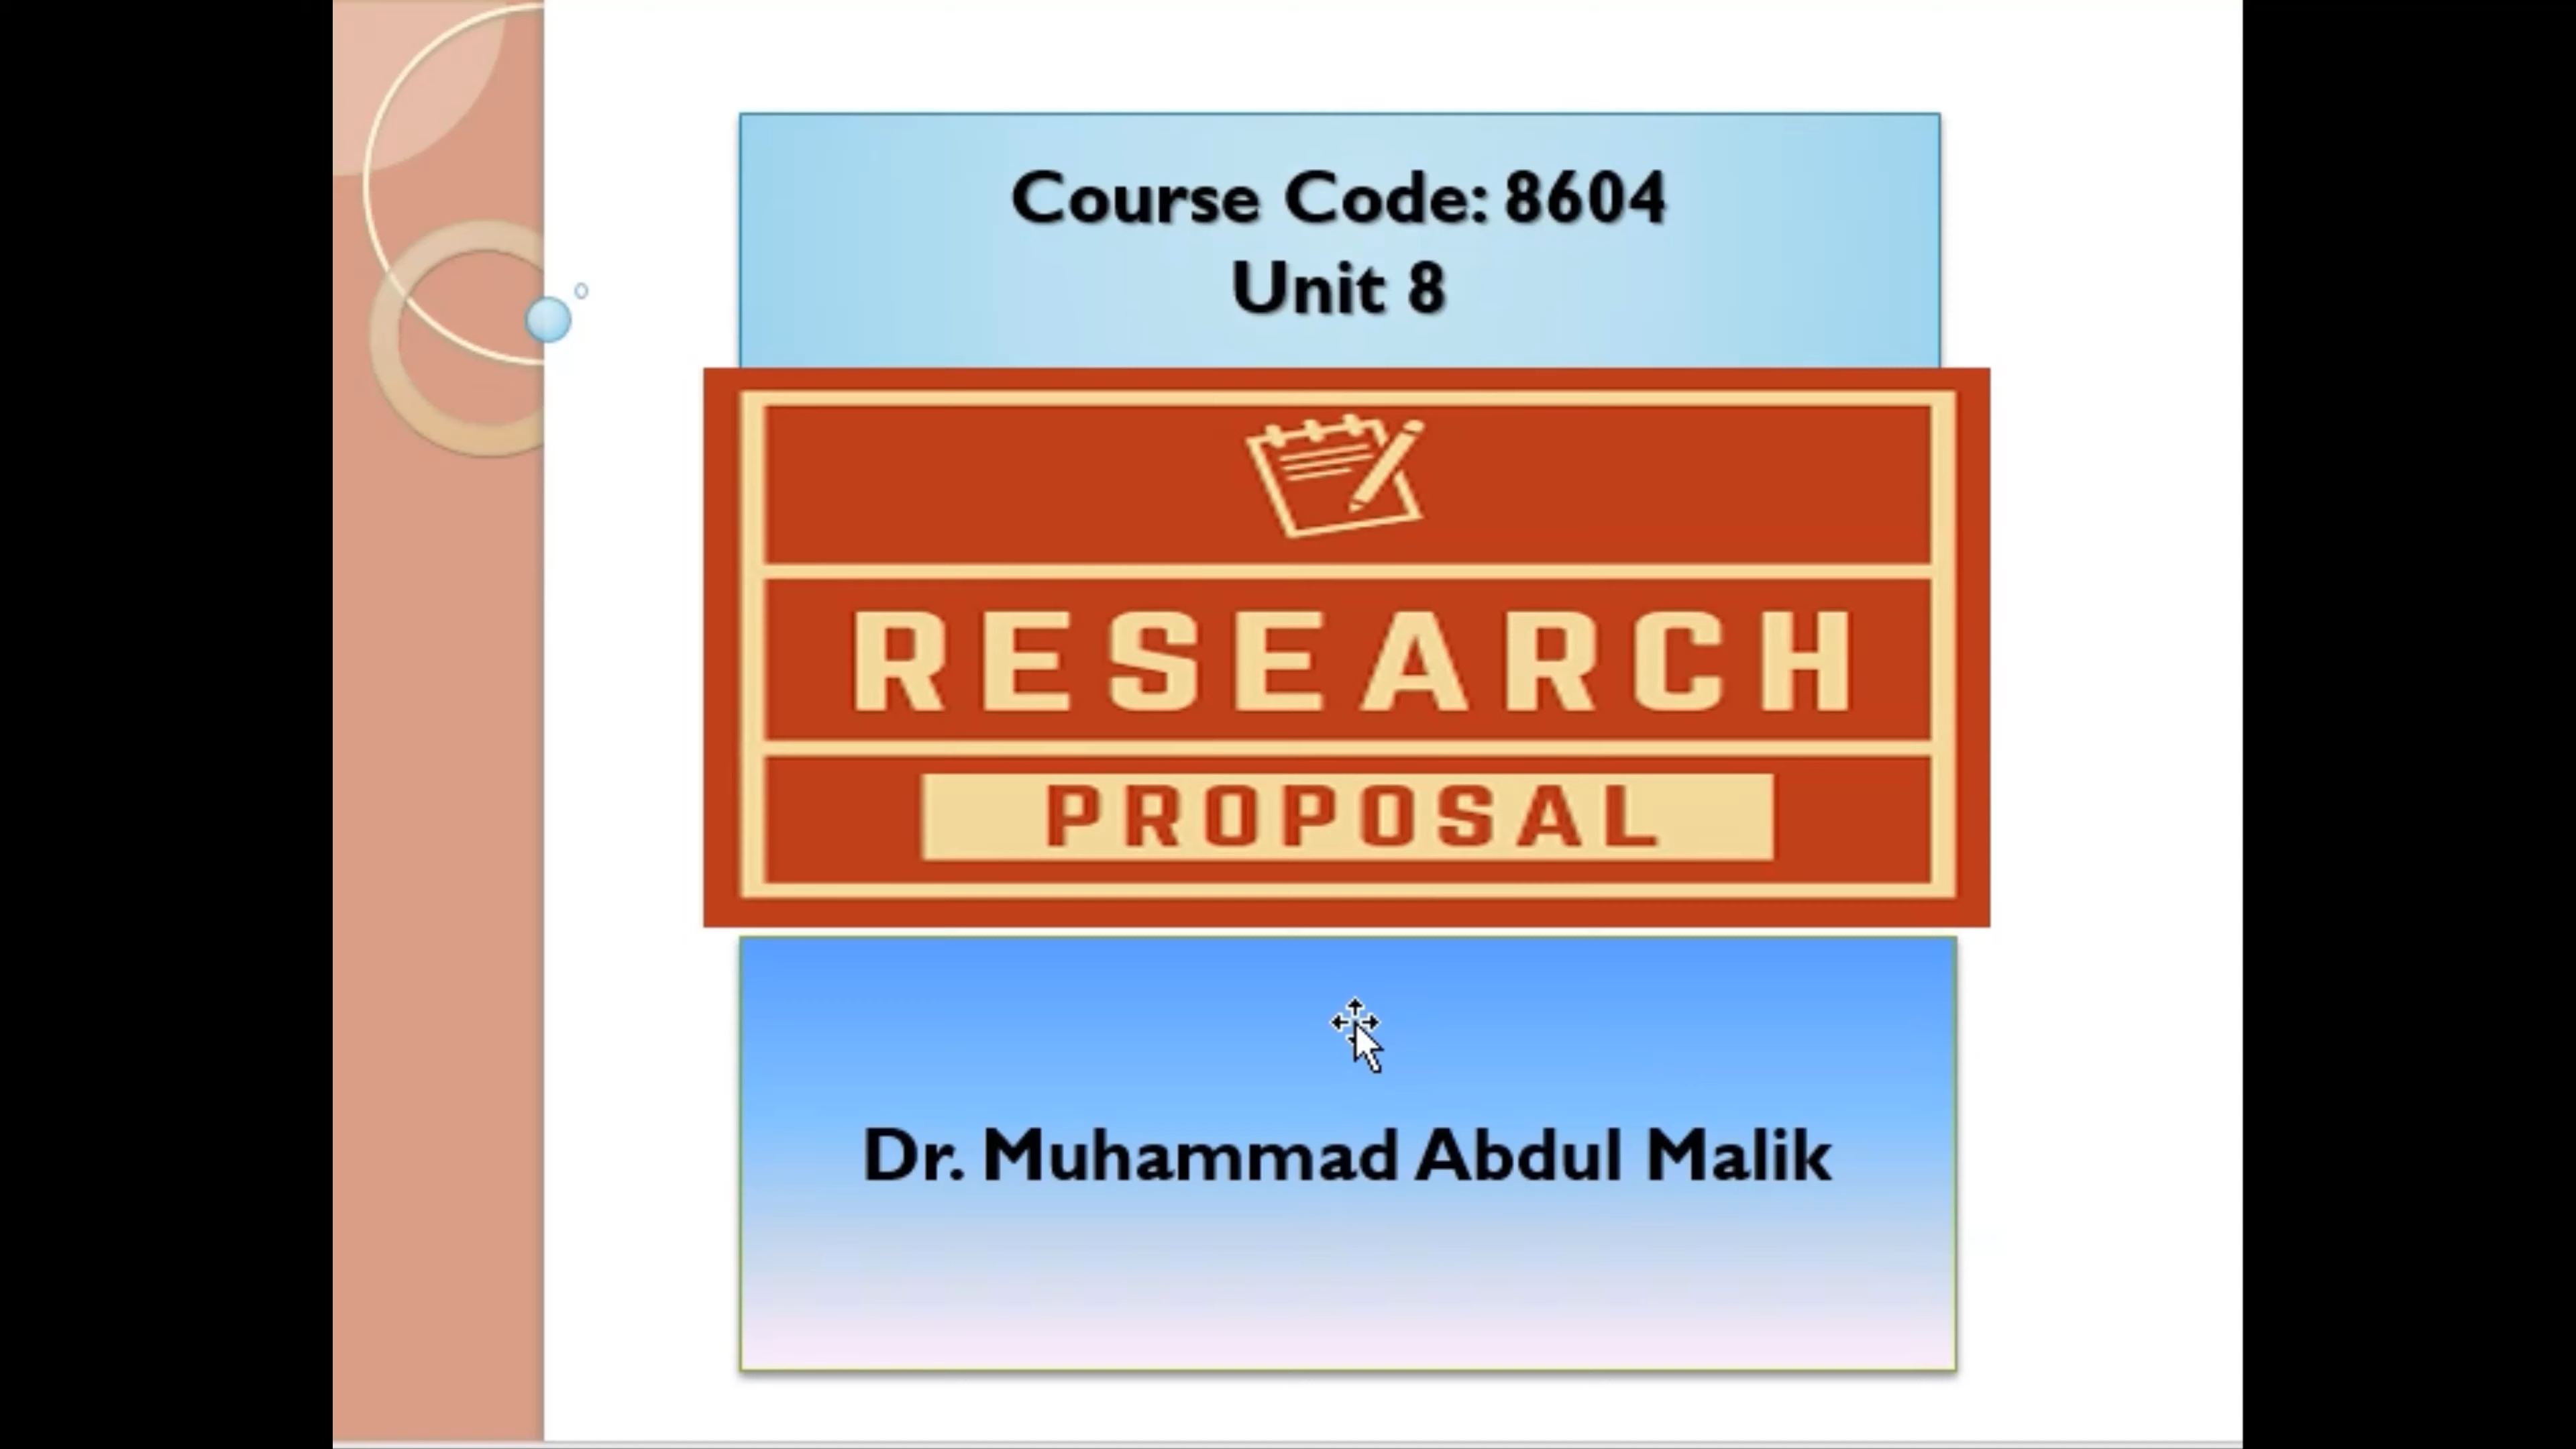 Course Code: 8604
Unit 8
RESEARCH
PROPOSAL
Dr. Muhammad Abdul Malik